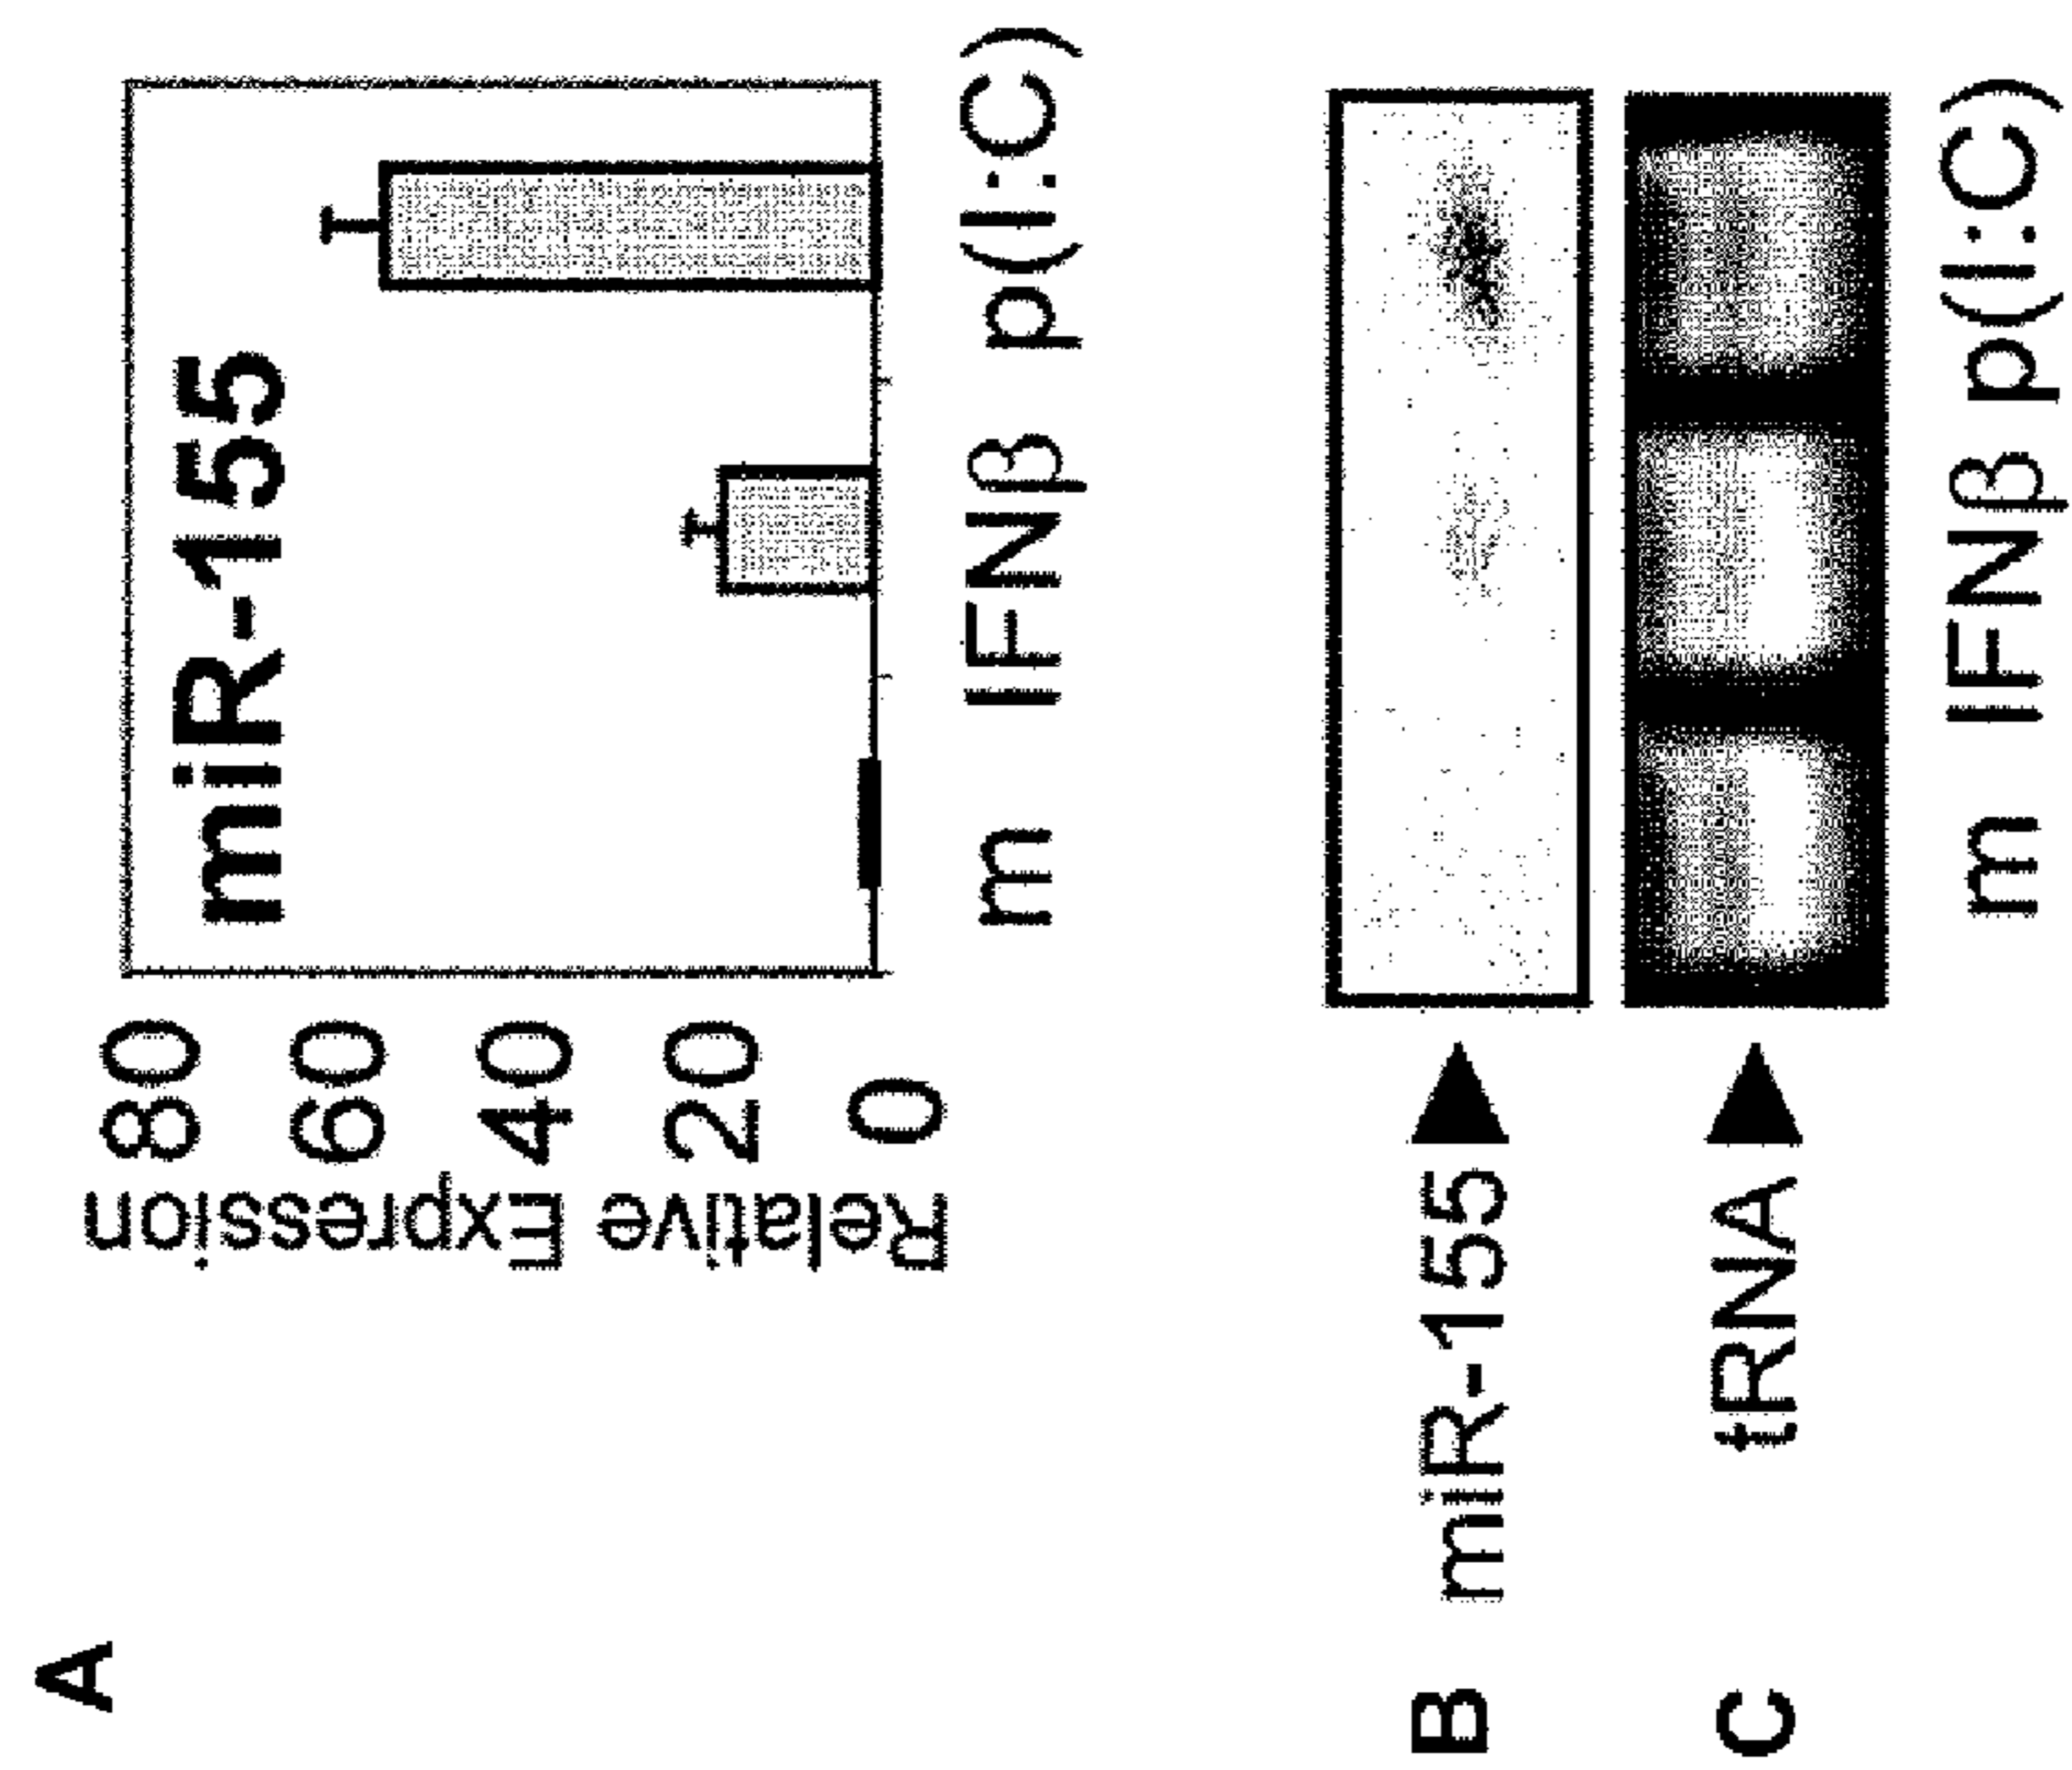 A
Relative Expression
80
60
40
20
0
miR-155
m IFNβ p(I:C)
B miR-155
C tRNA
m IFNβ p(I:C)